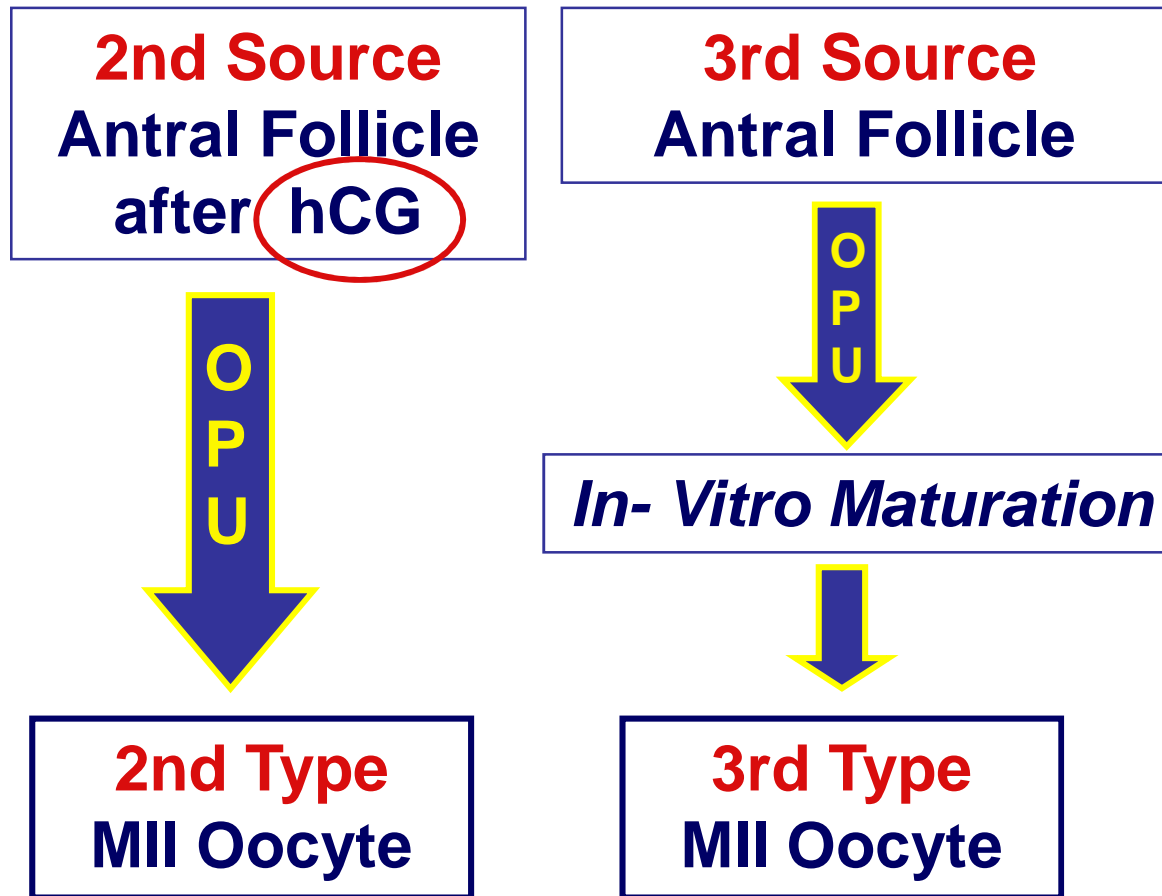 2nd Source
Antral Follicle
after hCG
O
P
U
2nd Type
MII Oocyte
3rd Source
Antral Follicle
O
P
U
In- Vitro Maturation
3rd Type
MII Oocyte